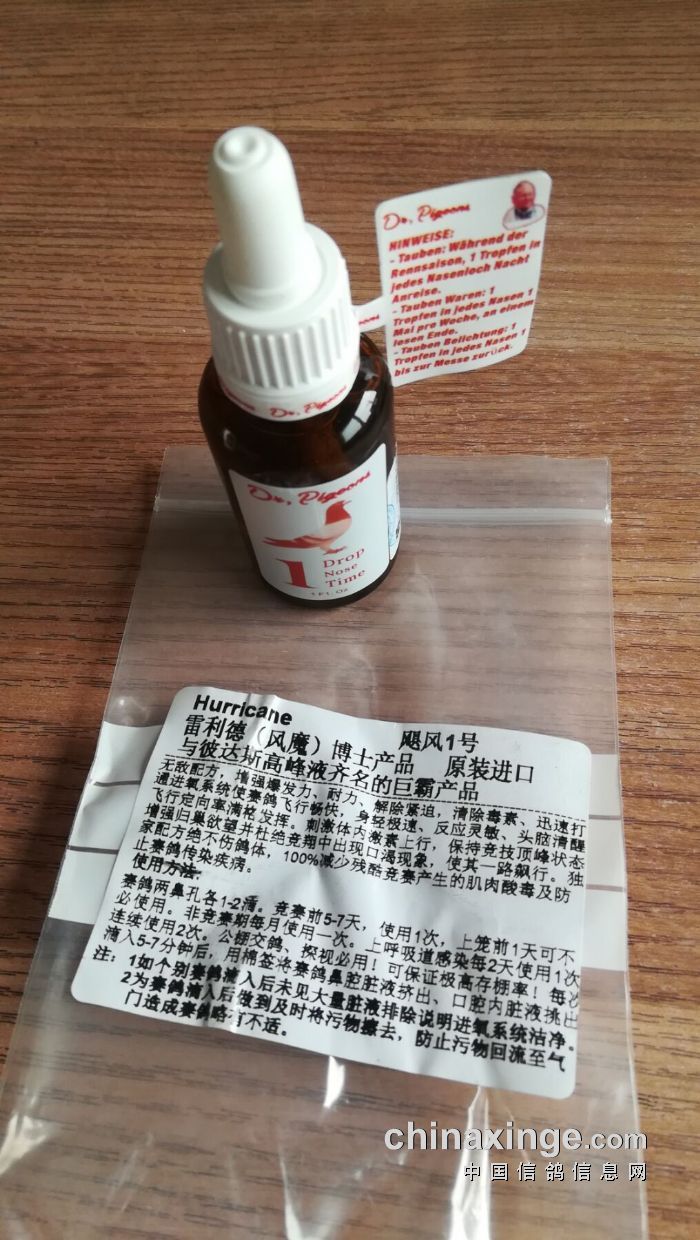 Dr. Pigeons
HINWEISE:
- Tauben: Während der
Rennsaison, 1 Tropfen in
jedes Nasenloch Nacht
Anreise.
- Tauben Waren: 1
Tropfen in jedes Nasen 1
Mal pro Woche, an einem
lesen Ende.
- Tauben Belichtung: 1
Tropfen in jedes Nasen 1
bis zur Messe zurück.
Dr. Pigeons
Dr. Pigeons
1 Drop
Nose
Time
1 Fl. Oz
Hurricane
雷利德（风魔）博士产品 飓风1号
与彼达斯高峰液齐名的巨霸产品 原装进口
无敌配方，增强爆发力、耐力、解除紧迫，清除毒素、迅速打
通进氧系统使赛鸽飞行畅快，身轻极速、反应灵敏、头脑清醒
飞行定向率清松发挥。刺激体内激素上行，保持竞技顶峰状态
增强归巢欲望并杜绝竞翔中出现口渴现象，使其一路飙行。独
家配方绝不伤鸽体，100%减少残酷竞赛产生的肌肉酸毒及防
止赛鸽传染疾病。
使用方法：
赛鸽两鼻孔各1-2滴。竞赛前5-7天，使用1次，上笼前1天可不
必使用。非竞赛期每月使用一次。上呼吸道感染每2天使用1次
连续使用2次。公棚交鸽、探视必用！可保证极高存棚率！每次
滴入5-7分钟后，用棉签将赛鸽鼻腔脏液挤出、口腔内脏液挑出
注：1如个别赛鸽滴入后未见大量脏液排除说明进氧系统洁净。
2为赛鸽滴入后做到及时将污物擦去，防止污物回流至气
门造成赛鸽略有不适。
chinaxinge.com
中国信鸽信息网